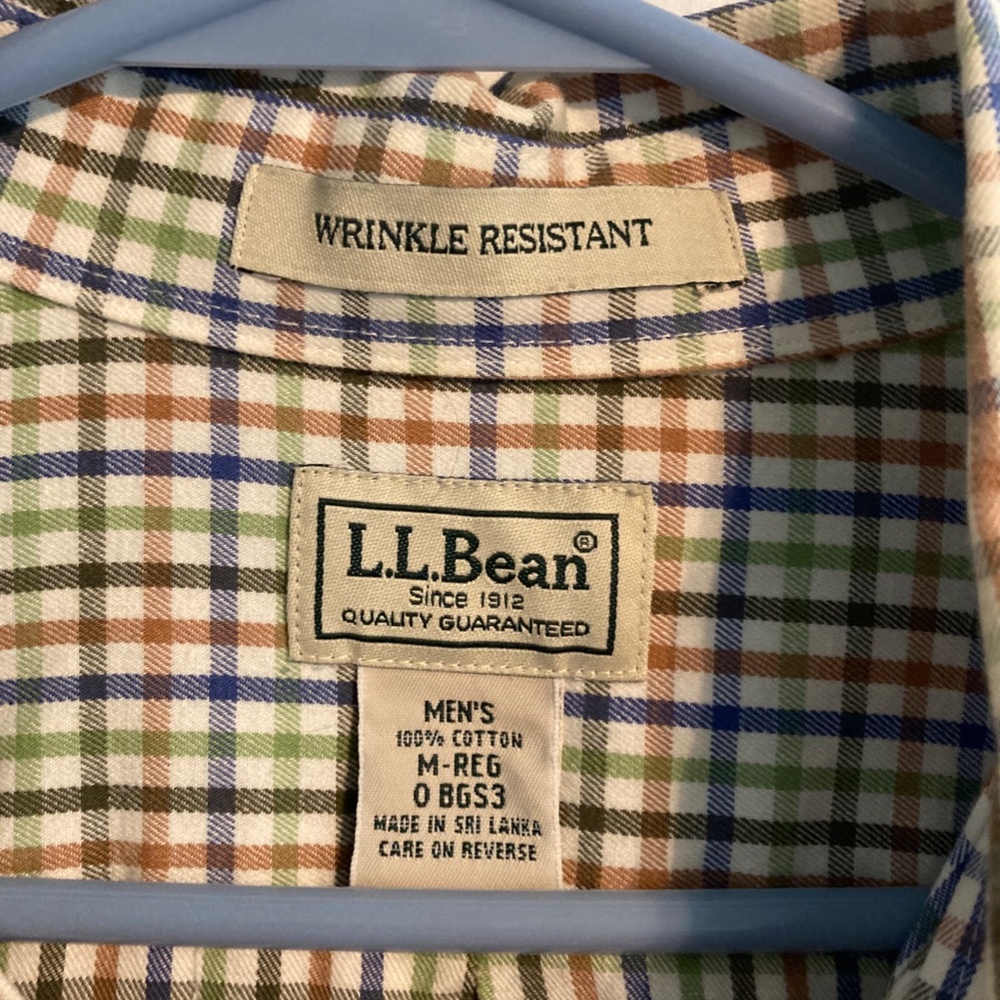 WRINKLE RESISTANT
L.L.Bean®
Since 1912
QUALITY GUARANTEED
MEN'S
100% COTTON
M-REG
0 BGS3
MADE IN SRI LANKA
CARE ON REVERSE